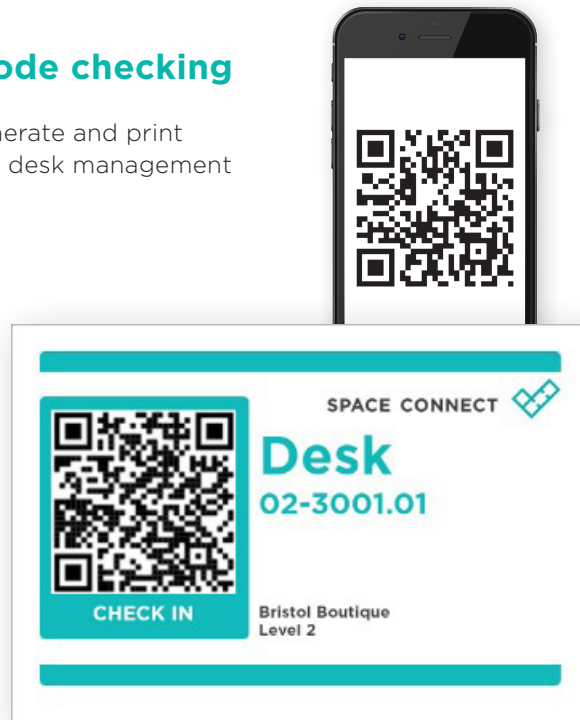 ode checking
nerate and print
desk management
SPACE CONNECT
Desk
02-3001.01
CHECK IN
Bristol Boutique
Level 2